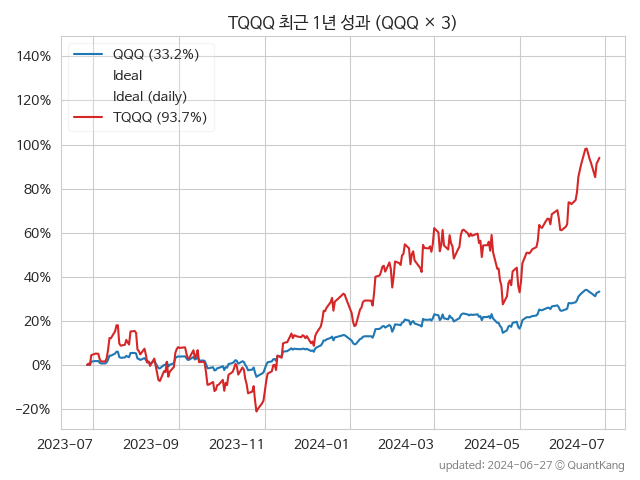 TQQQ 최근 1년 성과 (QQQ × 3)
QQQ (33.2%)
Ideal
Ideal (daily)
TQQQ (93.7%)
140%
120%
100%
80%
60%
40%
20%
0%
−20%
2023-07 2023-09 2023-11 2024-01 2024-03 2024-05 2024-07
updated: 2024-06-27 © QuantKang